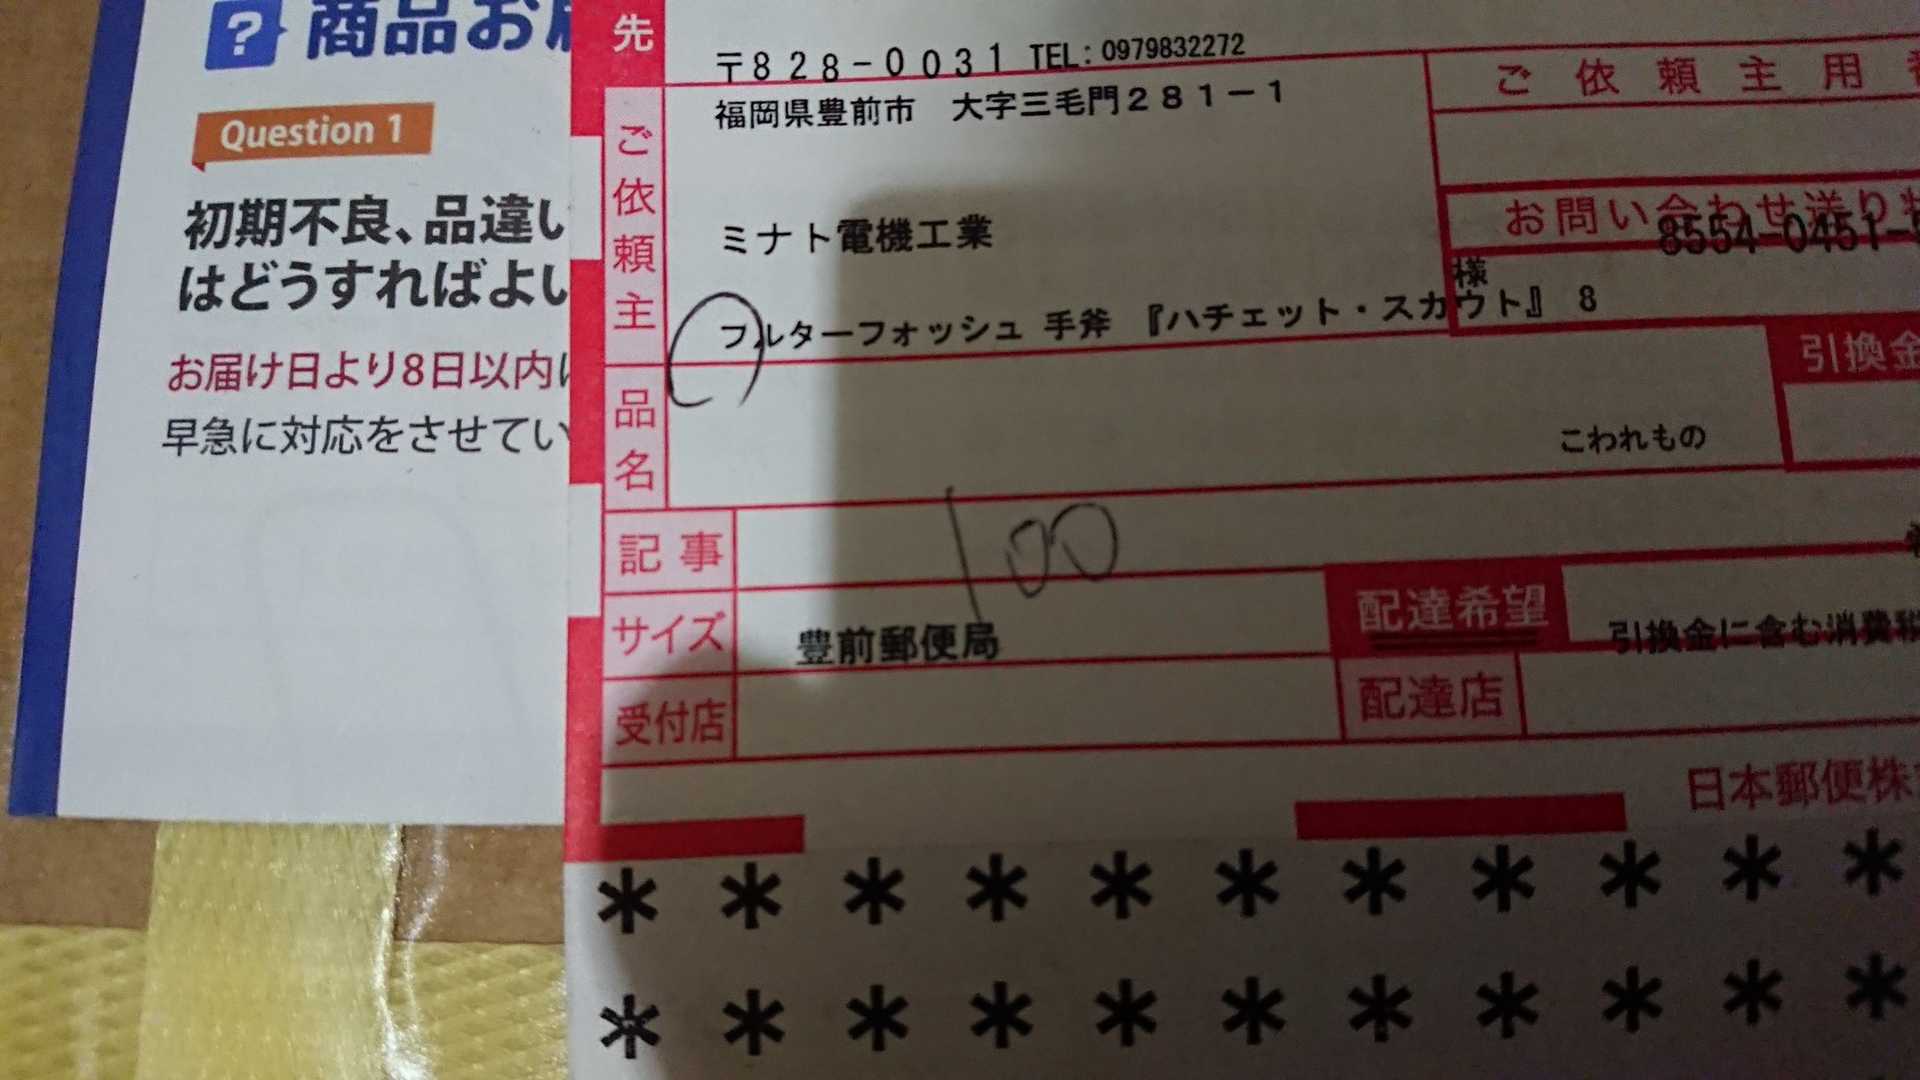 ? 商品お
Question 1
初期不良、品違い
はどうすればよい
お届け日より8日以内に
早急に対応をさせてい
先
〒828-0031 TEL:0979832272
福岡県豊前市 大字三毛門281-1
ご依頼主用
ご依頼主
ミナト電機工業
お問い合わせ送り
8554-0451-
様
フルターフォッシュ 手斧 『ハチェット・スカウト』 8
引換金
品名
こわれもの
記事
100
サイズ
豊前郵便局
配達希望
引換金に含む消費税
受付店
配達店
日本郵便株
* * * * * * * * * * *
* * * * * * * * * * *